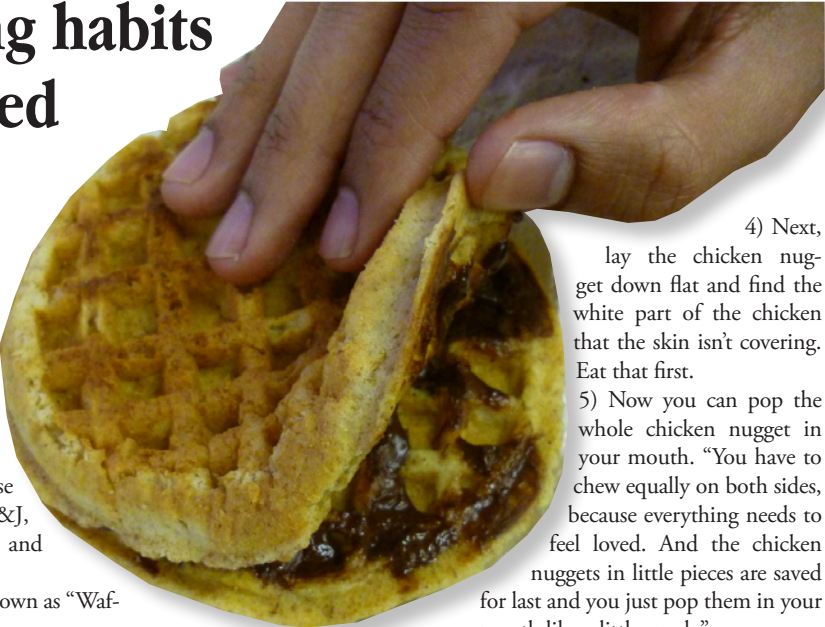 habits
4) Next,
lay the chicken nug-
get down flat and find the
white part of the chicken
that the skin isn’t covering.
Eat that first.
5) Now you can pop the
whole chicken nugget in
your mouth. “You have to
chew equally on both sides,
because everything needs to
feel loved. And the chicken
nuggets in little pieces are saved
for last and you just pop them in your
&J,
and
as “Waf-